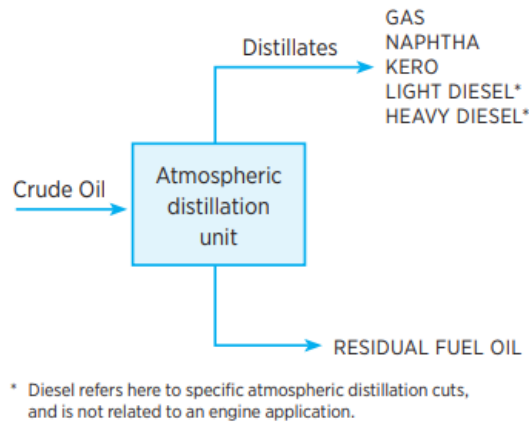 GAS
NAPHTHA
KERO
LIGHT DIESEL*
HEAVY DIESEL*
Distillates
Crude Oil
Atmospheric
distillation
unit
RESIDUAL FUEL OIL
* Diesel refers here to specific atmospheric distillation cuts,
and is not related to an engine application.